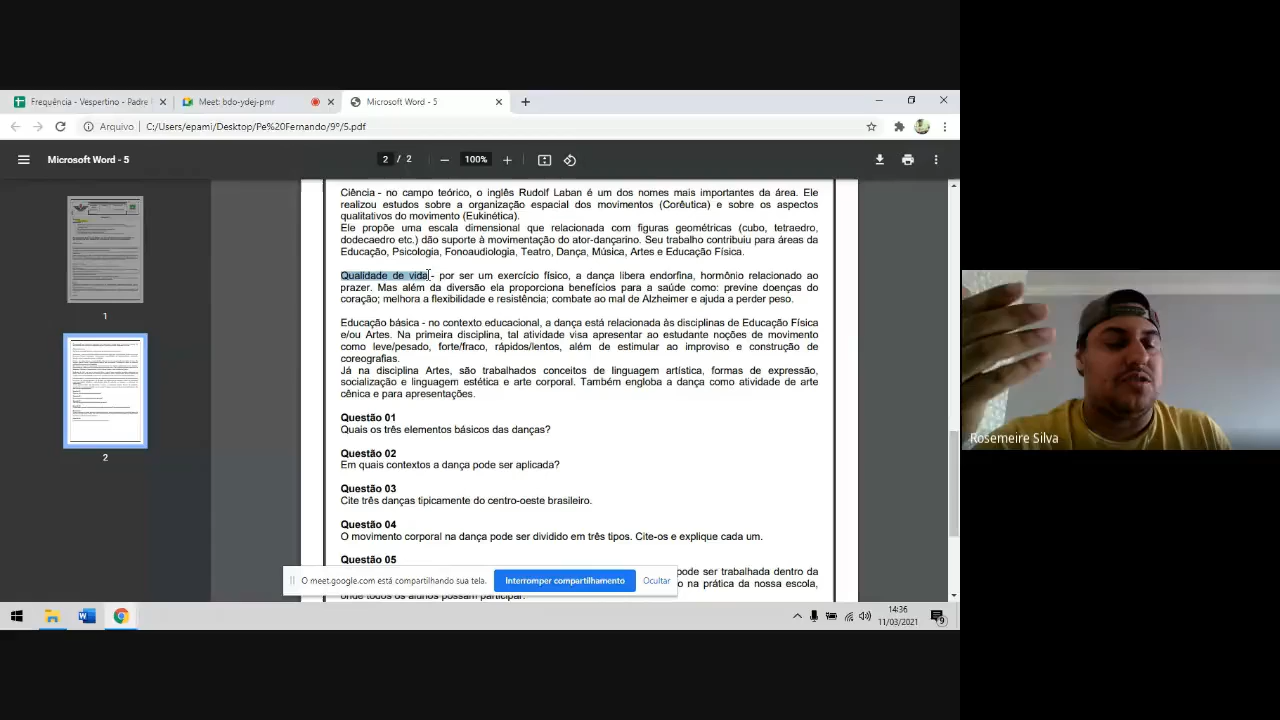 Frequência - Vespertino - Padre
Meet: bdo-ydej-pmr
Microsoft Word - 5
Arquivo
C:/Users/epami/Desktop/Pe%20Fernando/9º/5.pdf
Microsoft Word - 5
2 / 2
100%
Ciência - no campo teórico, o inglês Rudolf Laban é um dos nomes mais importantes da área. Ele
realizou estudos sobre a organização espacial dos movimentos (Corêutica) e sobre os aspectos
qualitativos do movimento (Eukinética).
Ele propõe uma escala dimensional que relacionada com figuras geométricas (cubo, tetraedro,
dodecaedro etc.) dão suporte à movimentação do ator-dançarino. Seu trabalho contribuiu para áreas da
Educação, Psicologia, Fonoaudiologia, Teatro, Dança, Música, Artes e Educação Física.
Qualidade de vida - por ser um exercício físico, a dança libera endorfina, hormônio relacionado ao
prazer. Mas além da diversão ela proporciona benefícios para a saúde como: previne doenças do
coração; melhora a flexibilidade e resistência; combate ao mal de Alzheimer e ajuda a perder peso.
Educação básica - no contexto educacional, a dança está relacionada às disciplinas de Educação Física
e/ou Artes. Na primeira disciplina, tal atividade visa apresentar ao estudante noções de movimento
como leve/pesado, forte/fraco, rápidos/lentos, além de estimular ao improviso e construção de
coreografias.
Já na disciplina Artes, são trabalhados conceitos de linguagem artística, formas de expressão,
socialização e linguagem estética e arte corporal. Também engloba a dança como atividade de arte
cênica e para apresentações.
Questão 01
Quais os três elementos básicos das danças?
Questão 02
Em quais contextos a dança pode ser aplicada?
Questão 03
Cite três danças tipicamente do centro-oeste brasileiro.
Questão 04
O movimento corporal na dança pode ser dividido em três tipos. Cite-os e explique cada um.
Questão 05
pode ser trabalhada dentro da
na prática da nossa escola,
onde todos os alunos possam participar.
O meet.google.com está compartilhando sua tela.
Interromper compartilhamento
Ocultar
1
2
Rosemeire Silva
14:36
11/03/2021
9